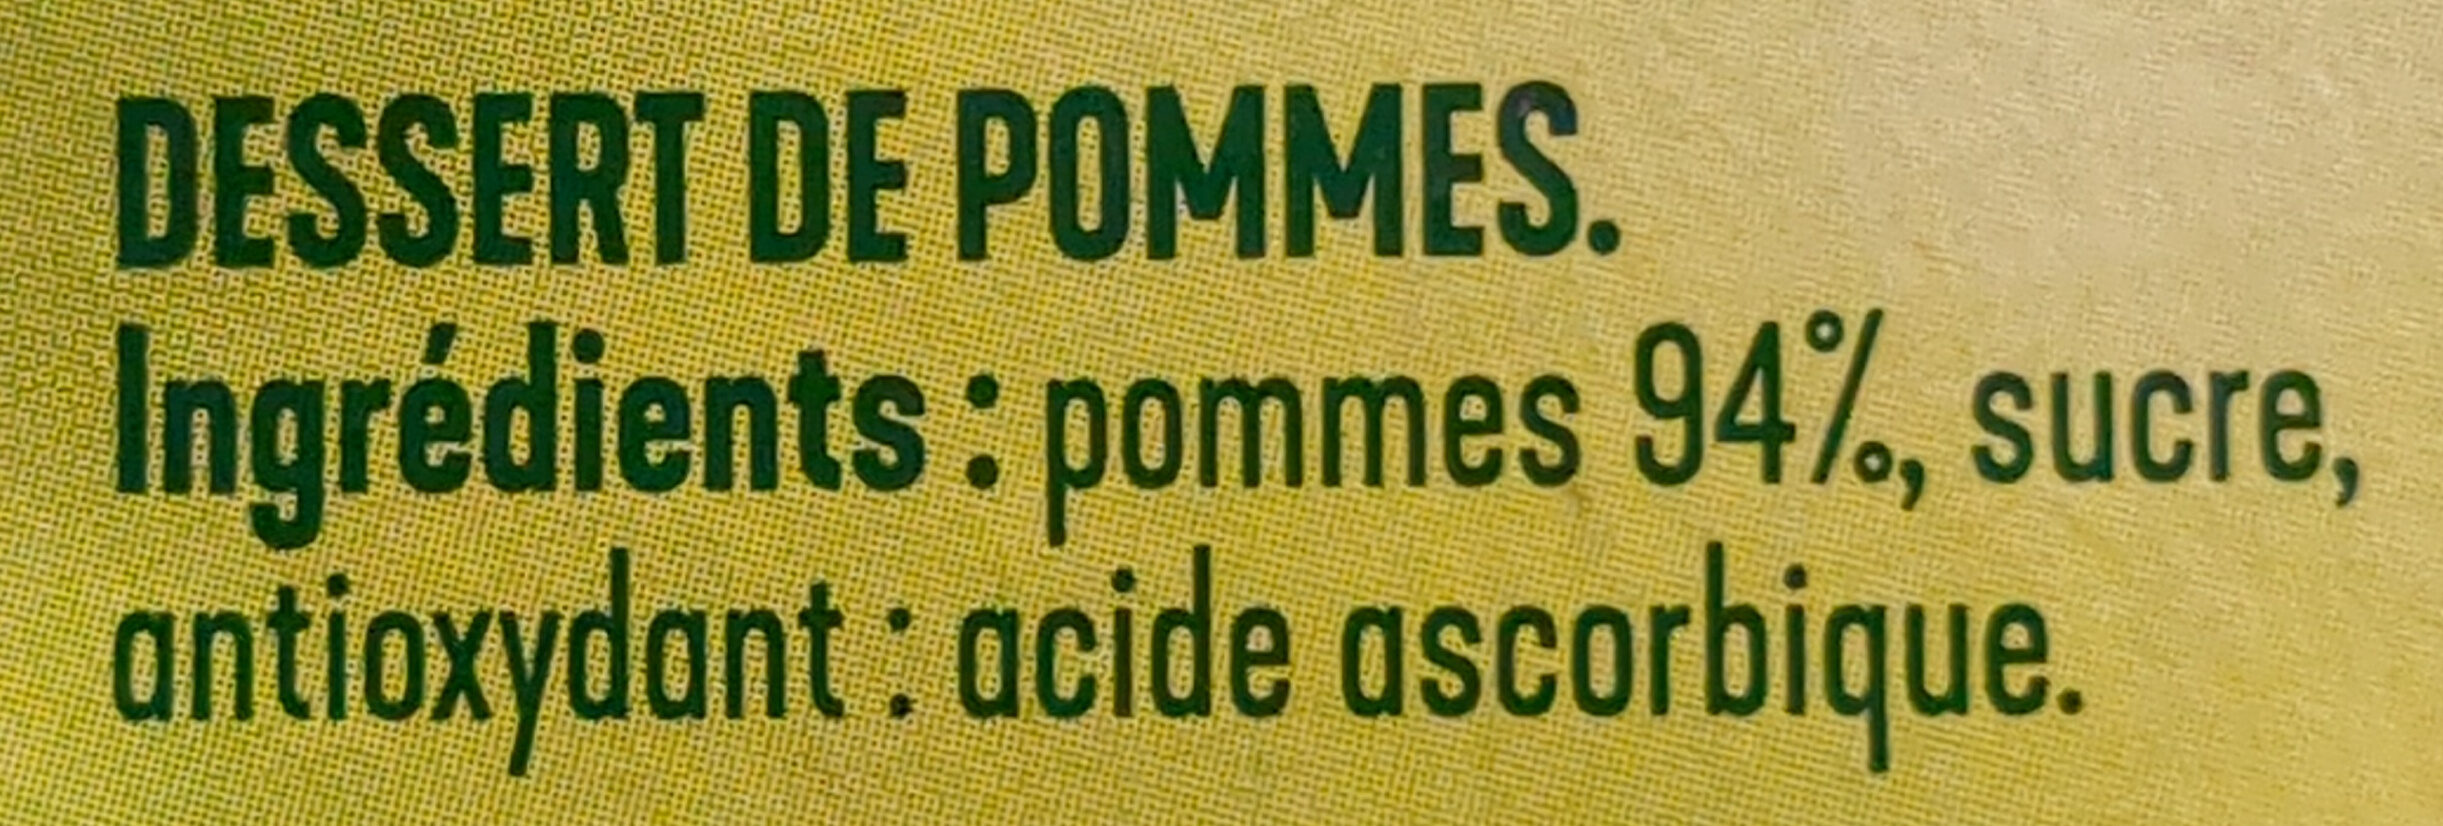 DESSERT DE POMMES.
Ingrédients : pommes 94%, sucre,
antioxydant : acide ascorbique.